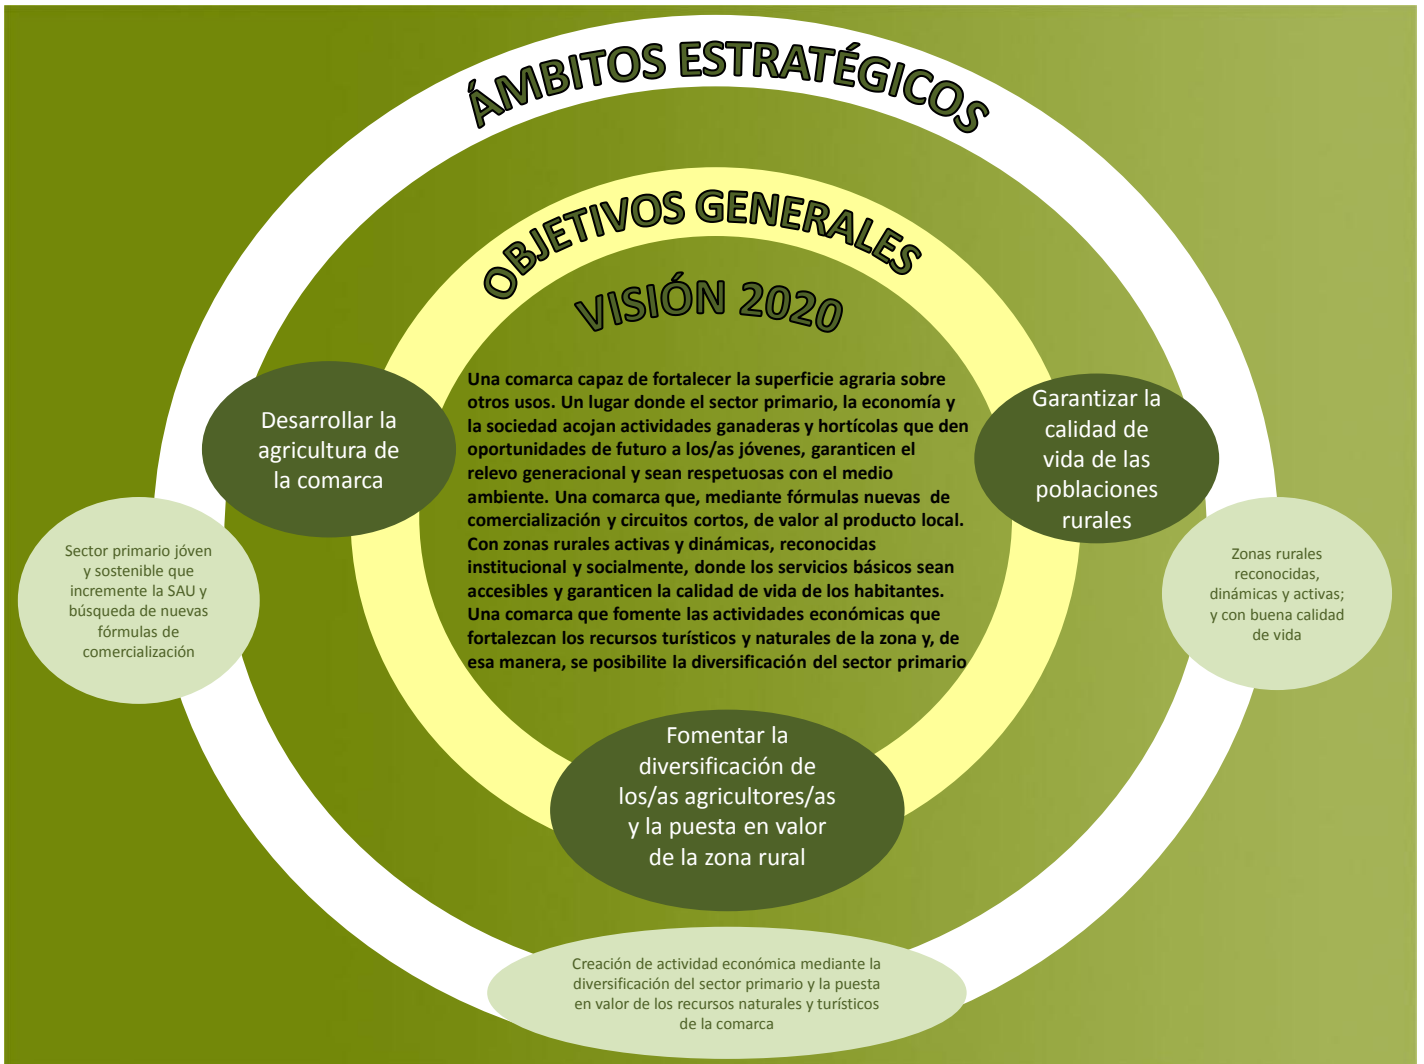 ÁMBITOS ESTRATÉGICOS
OBJETIVOS GENERALES
VISIÓN 2020
Una comarca capaz de fortalecer la superficie agraria sobre
otros usos. Un lugar donde el sector primario, la economía y
la sociedad acojan actividades ganaderas y hortícolas que den
oportunidades de futuro a los/as jóvenes, garanticen el
relevo generacional y sean respetuosas con el medio
ambiente. Una comarca que, mediante fórmulas nuevas de
comercialización y circuitos cortos, de valor al producto local.
Con zonas rurales activas y dinámicas, reconocidas
institucional y socialmente, donde los servicios básicos sean
accesibles y garanticen la calidad de vida de los habitantes.
Una comarca que fomente las actividades económicas que
fortalezcan los recursos turísticos y naturales de la zona y, de
esa manera, se posibilite la diversificación del sector primario
Desarrollar la
agricultura de
la comarca
Garantizar la
calidad de
vida de las
poblaciones
rurales
Sector primario jóven
y sostenible que
incremente la SAU y
búsqueda de nuevas
fórmulas de
comercialización
Zonas rurales
reconocidas,
dinámicas y activas;
y con buena calidad
de vida
Fomentar la
diversificación de
los/as agricultores/as
y la puesta en valor
de la zona rural
Creación de actividad económica mediante la
diversificación del sector primario y la puesta
en valor de los recursos naturales y turísticos
de la comarca